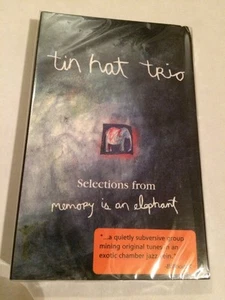 tin hat trio
Selections from
memory is an elephant
"...a quietly subversive group
mining original tunes in an
exotic chamber jazz vein."